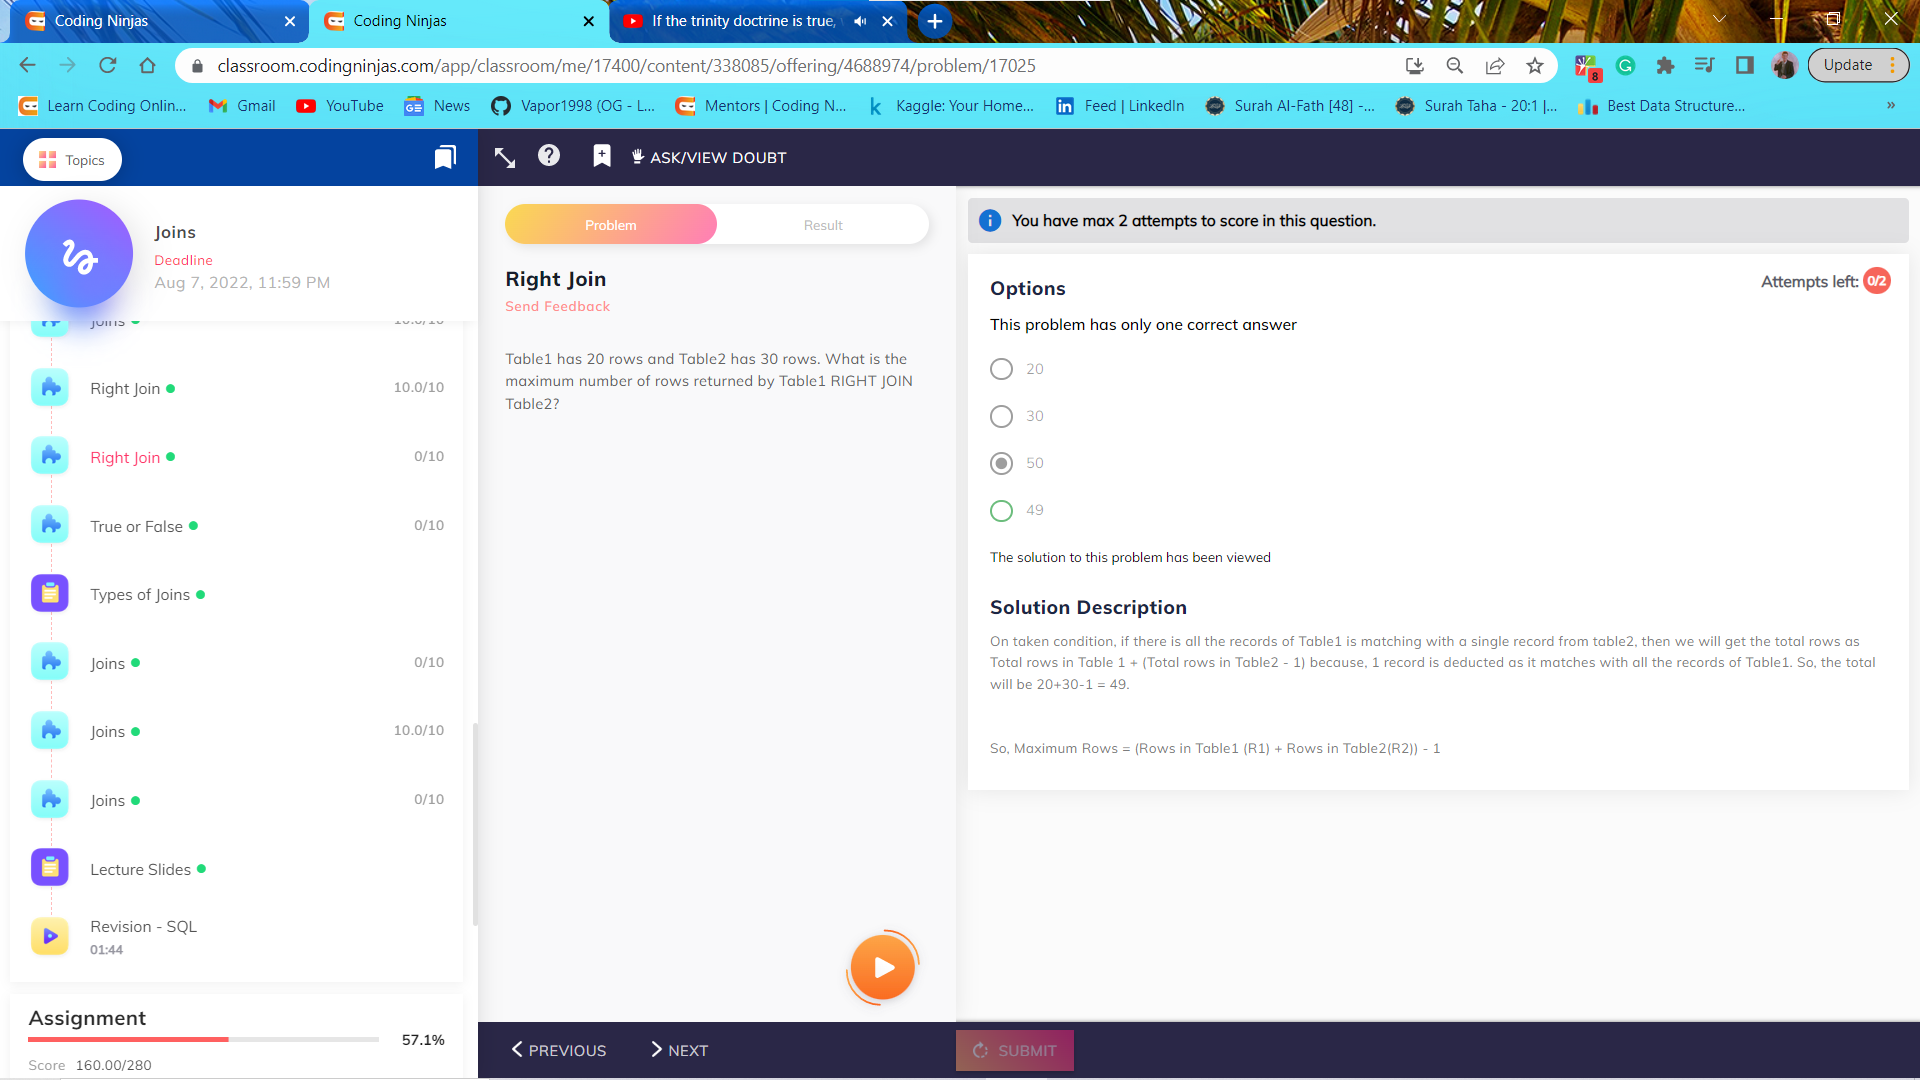 Coding Ninjas
Coding Ninjas
If the trinity doctrine is true,
classroom.codingninjas.com/app/classroom/me/17400/content/338085/offering/4688974/problem/17025
8
Update
Learn Coding Onlin...
Gmail
YouTube
News
Vapor1998 (OG - L...
Mentors | Coding N...
Kaggle: Your Home...
Feed | LinkedIn
Surah Al-Fath [48] -...
Surah Taha - 20:1 |...
Best Data Structure...
»
Topics
ASK/VIEW DOUBT
Joins
Deadline
Aug 7, 2022, 11:59 PM
Joins
10.0/10
Right Join
10.0/10
Right Join
0/10
True or False
0/10
Types of Joins
Joins
0/10
Joins
10.0/10
Joins
0/10
Lecture Slides
Revision - SQL
01:44
Assignment
57.1%
Score 160.00/280
Problem
Result
Right Join
Send Feedback
Table1 has 20 rows and Table2 has 30 rows. What is the
maximum number of rows returned by Table1 RIGHT JOIN
Table2?
PREVIOUS
NEXT
You have max 2 attempts to score in this question.
Options
Attempts left: 0/2
This problem has only one correct answer
20
30
50
49
The solution to this problem has been viewed
Solution Description
On taken condition, if there is all the records of Table1 is matching with a single record from table2, then we will get the total rows as
Total rows in Table 1 + (Total rows in Table2 - 1) because, 1 record is deducted as it matches with all the records of Table1. So, the total
will be 20+30-1 = 49.
So, Maximum Rows = (Rows in Table1 (R1) + Rows in Table2(R2)) - 1
SUBMIT